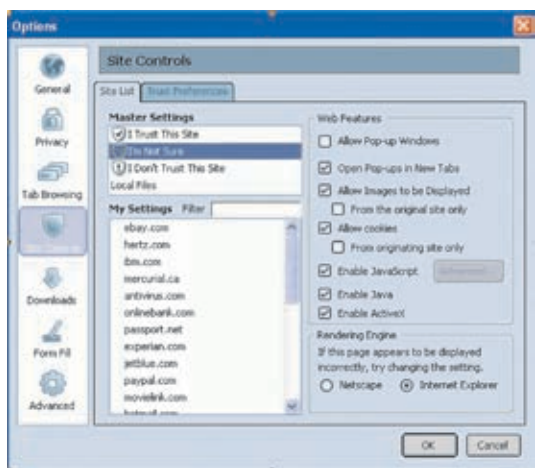 Options
General
Privacy
Tab Browsing
Site Controls
Downloads
Form Fill
Advanced
Site Controls
Site List
Trust Preferences
Master Settings
I Trust This Site
I'm Not Sure
I Don't Trust This Site
Local Files
My Settings Filter
ebay.com
hertz.com
ibm.com
mercurial.ca
antivirus.com
onlinebank.com
passport.net
experian.com
jetblue.com
paypal.com
movielink.com
hotmail.com
Web Features
Allow Pop-up Windows
Open Pop-ups in New Tabs
Allow Images to be Displayed
From the original site only
Allow cookies
From originating site only
Enable JavaScript
Enable Java
Enable ActiveX
Rendering Engine
If this page appears to be displayed
incorrectly, try changing the setting.
Netscape Internet Explorer
OK Cancel